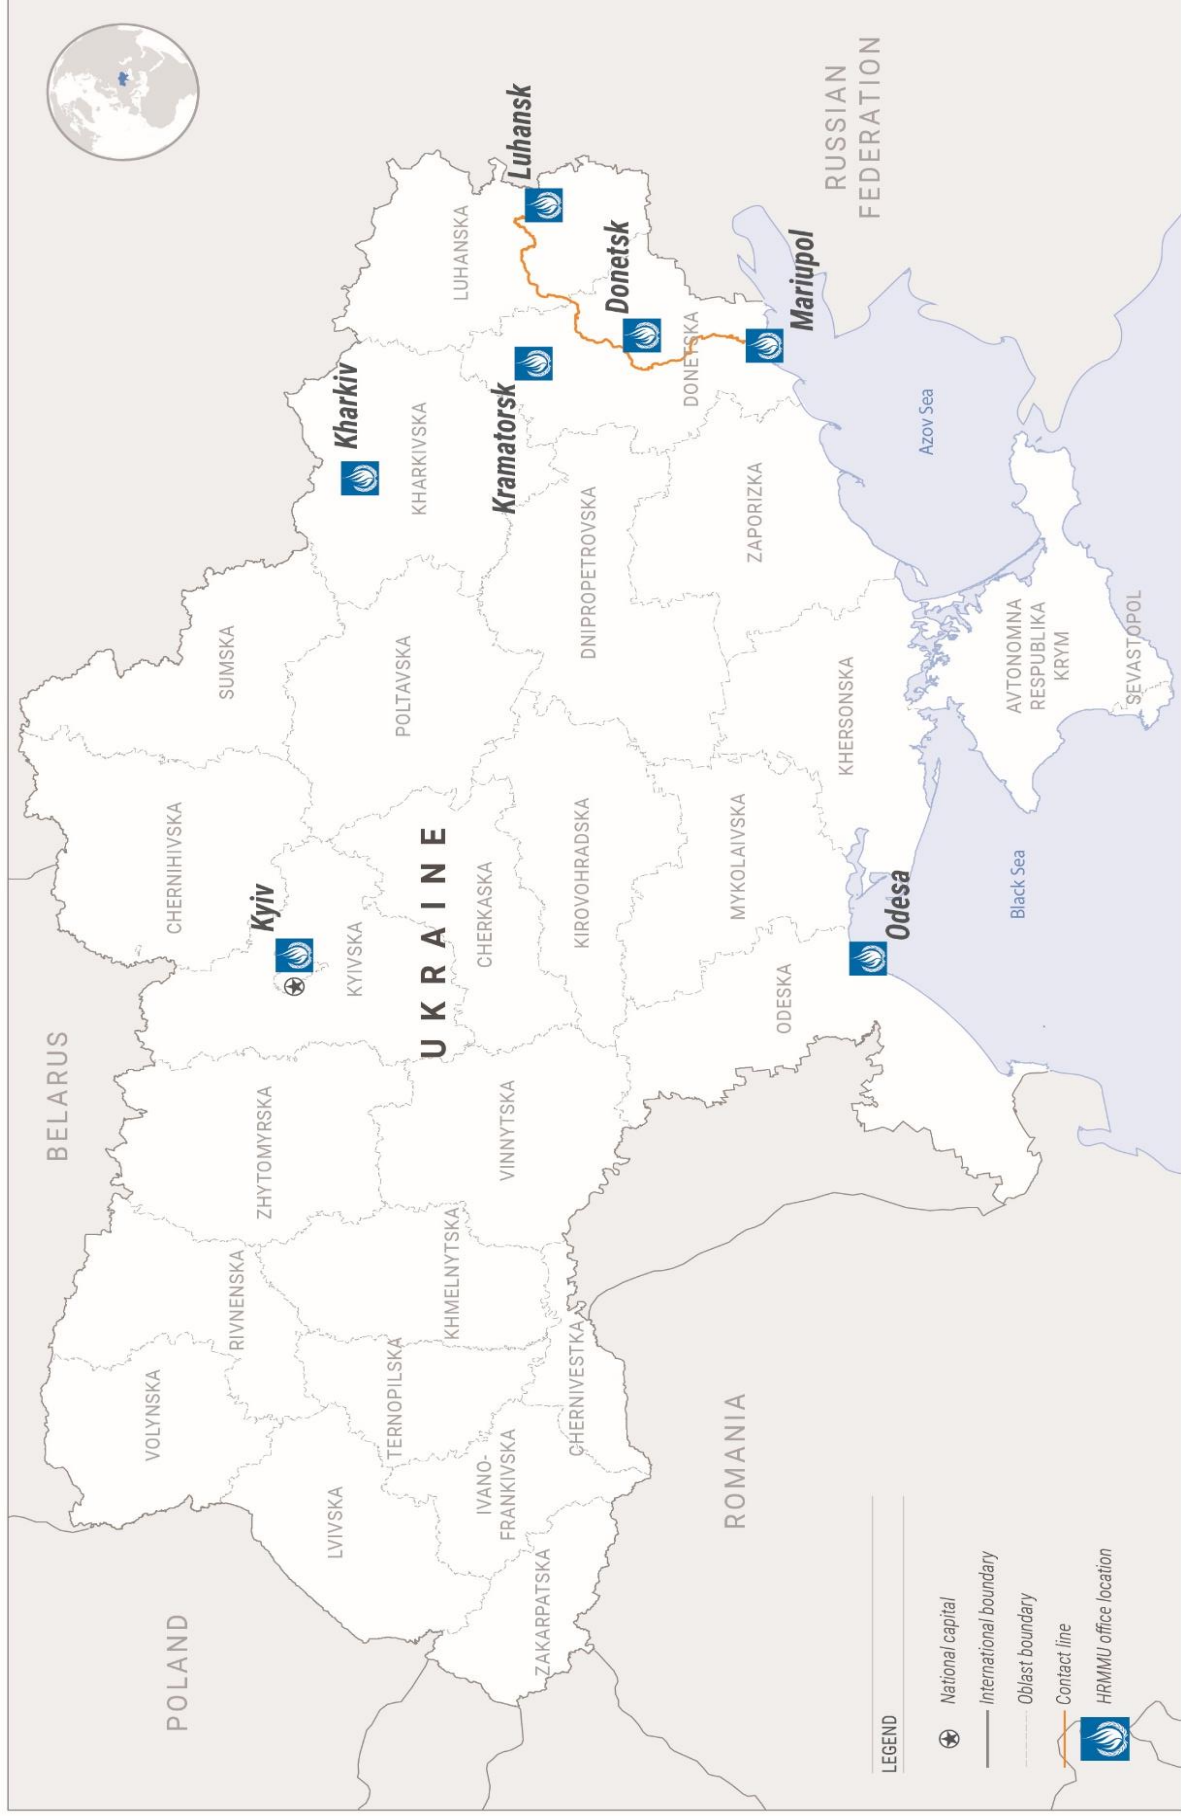 BELARUS
POLAND
RUSSIAN
FEDERATION
ROMANIA
UKRAINE
CHERNIHIVSKA
SUMSKA
VOLYNSKA
RIVNENSKA
ZHYTOMYRSKA
Kyiv
KYIVSKA
POLTAVSKA
Kharkiv
KHARKIVSKA
LUHANSKA
Luhansk
LVIVSKA
TERNOPILSKA
KHMELNYTSKA
VINNYTSKA
CHERKASKA
Kramatorsk
IVANO-
FRANKIVSKA
ZAKARPATSKA
CHERNIVESTKA
KIROVOHRADSKA
DNIPROPETROVSKA
Donetsk
DONETSKA
Mariupol
ODESKA
MYKOLAIVSKA
ZAPORIZKA
KHERSONSKA
Odesa
Azov Sea
Black Sea
AVTONOMNA
RESPUBLIKA
KRYM
SEVASTOPOL
LEGEND
National capital
International boundary
Oblast boundary
Contact line
HRMMU office location